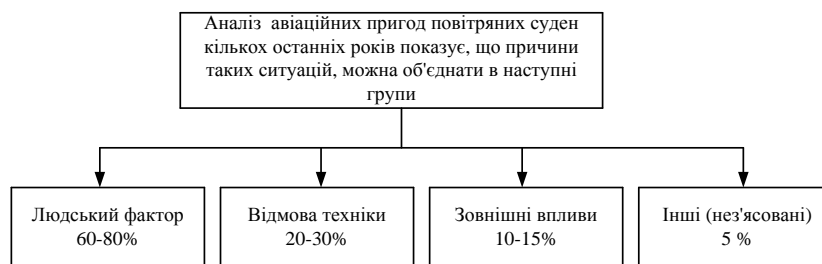 Аналіз авіаційних пригод повітряних суден
кількох останніх років показує, що причини
таких ситуацій, можна об'єднати в наступні
групи
Людський фактор
60-80%
Відмова техніки
20-30%
Зовнішні впливи
10-15%
Інші (нез'ясовані)
5 %